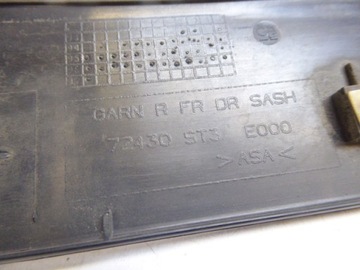 GARN R FR DR SASH
72430 ST3 E000
>ASA<